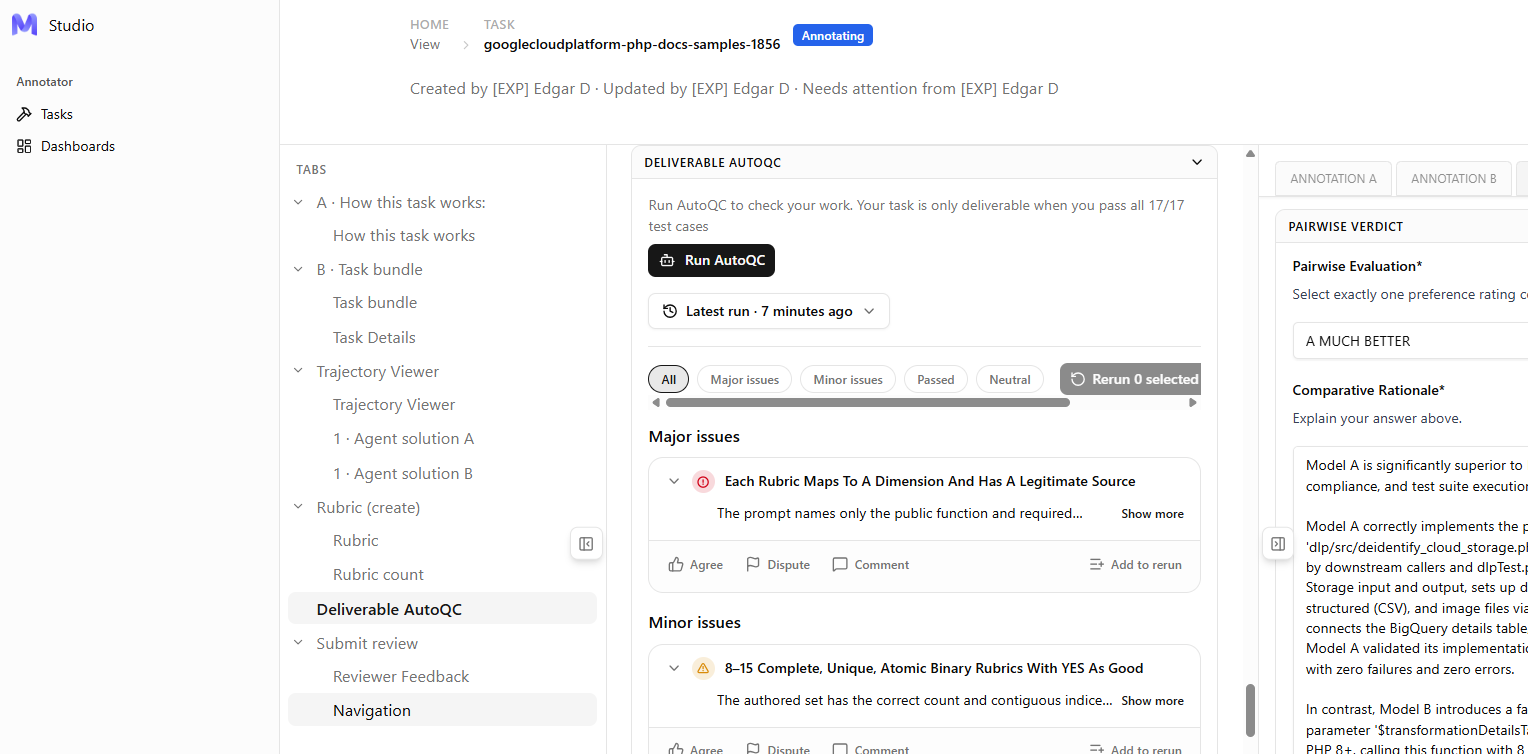 Studio
Annotator
Tasks
Dashboards
HOME
View
TASK
googlecloudplatform-php-docs-samples-1856
Annotating
Created by [EXP] Edgar D · Updated by [EXP] Edgar D · Needs attention from [EXP] Edgar D
TABS
A · How this task works:
How this task works
B · Task bundle
Task bundle
Task Details
Trajectory Viewer
Trajectory Viewer
1 · Agent solution A
1 · Agent solution B
Rubric (create)
Rubric
Rubric count
Deliverable AutoQC
Submit review
Reviewer Feedback
Navigation
DELIVERABLE AUTOQC
Run AutoQC to check your work. Your task is only deliverable when you pass all 17/17
test cases
Run AutoQC
Latest run · 7 minutes ago
All
Major issues
Minor issues
Passed
Neutral
Rerun 0 selected
Major issues
Each Rubric Maps To A Dimension And Has A Legitimate Source
The prompt names only the public function and required...
Show more
Agree
Dispute
Comment
Add to rerun
Minor issues
8–15 Complete, Unique, Atomic Binary Rubrics With YES As Good
The authored set has the correct count and contiguous indice...
Show more
Agree
Dispute
Comment
Add to rerun
ANNOTATION A
ANNOTATION B
PAIRWISE VERDICT
Pairwise Evaluation*
Select exactly one preference rating
A MUCH BETTER
Comparative Rationale*
Explain your answer above.
Model A is significantly superior to
compliance, and test suite
Model A correctly implements the
'dlp/src/deidentify_cloud_storage
by downstream callers and dlpTest
Storage input and output, sets up
structured (CSV), and image files
connects the BigQuery details table
Model A validated its
with zero failures and zero errors.
In contrast, Model B introduces a
parameter
PHP 8+, calling this function with 8